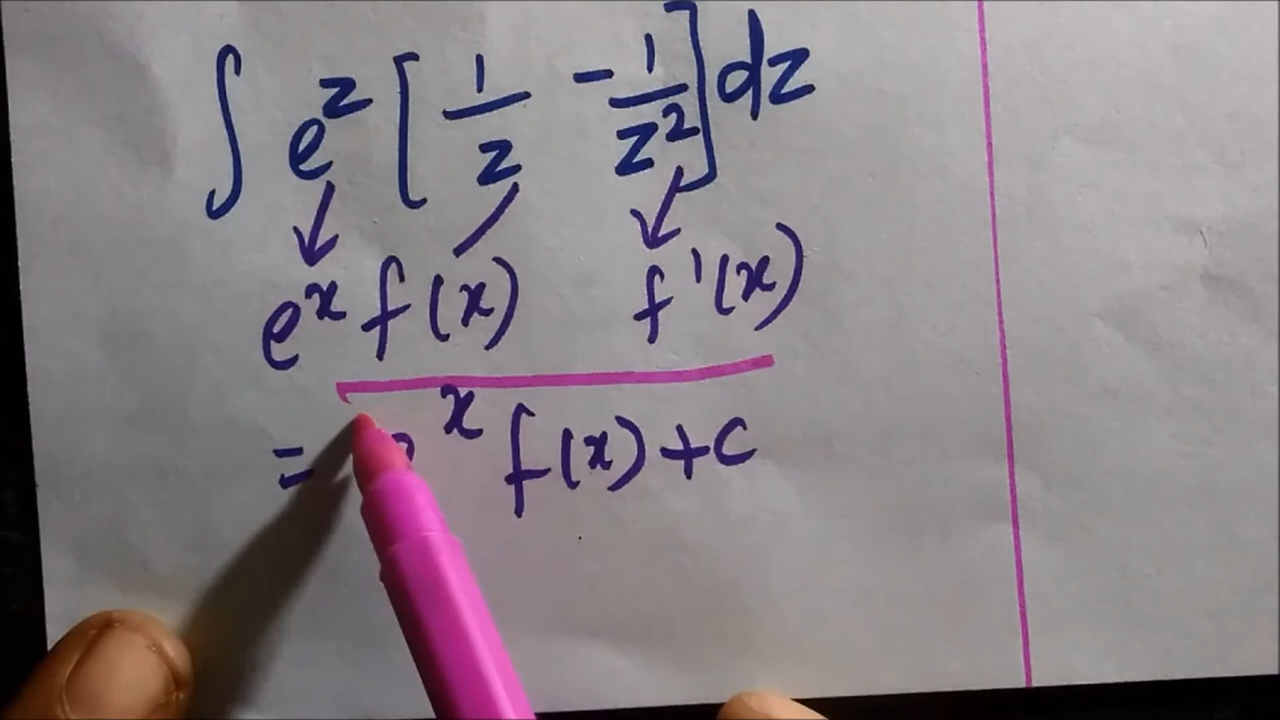 ∫ e^z [ 1/z - 1/z² ] dz
e^x f(x) f'(x)
= e^x f(x) + c